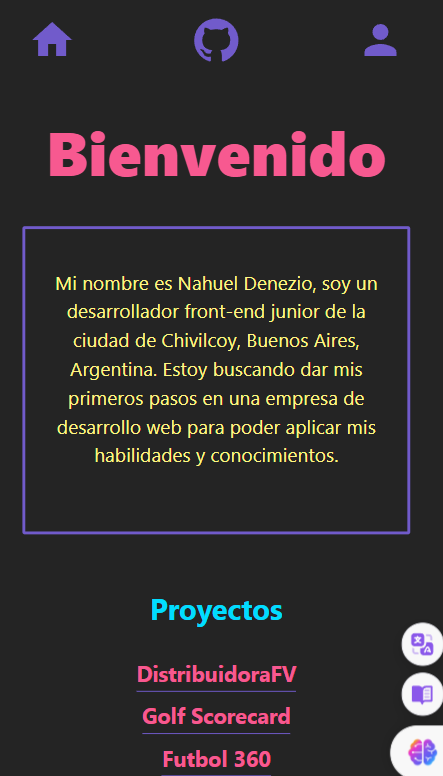 Bienvenido
Mi nombre es Nahuel Denezio, soy un
desarrollador front-end junior de la
ciudad de Chivilcoy, Buenos Aires,
Argentina. Estoy buscando dar mis
primeros pasos en una empresa de
desarrollo web para poder aplicar mis
habilidades y conocimientos.
Proyectos
DistribuidoraFV
Golf Scorecard
Futbol 360